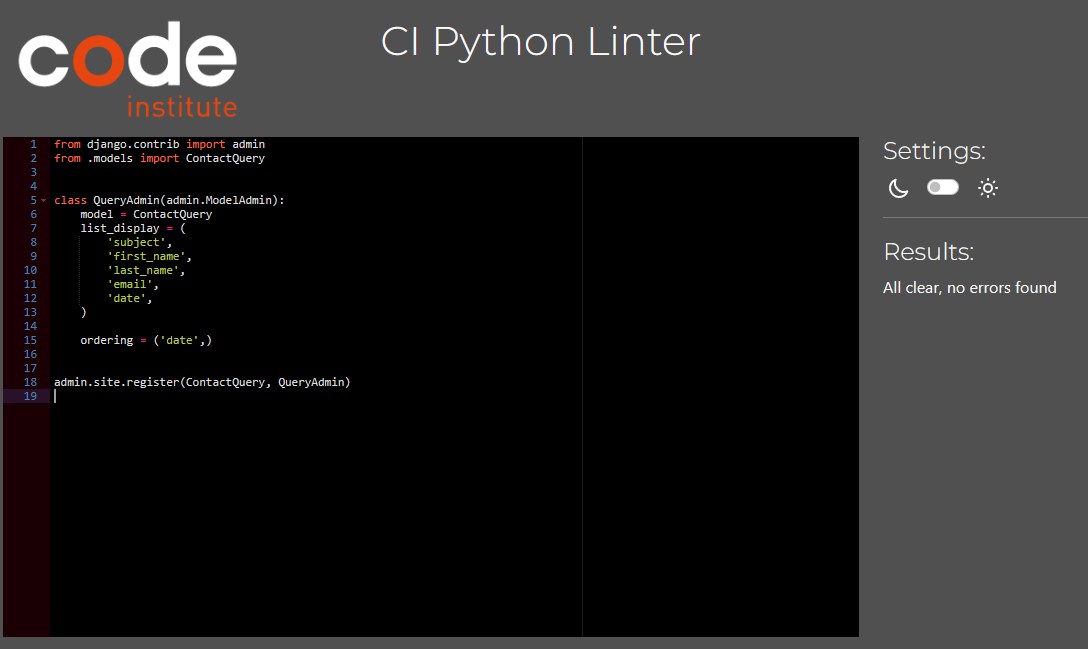 code
institute
CI Python Linter
1 from django.contrib import admin
2 from .models import ContactQuery
3
4
5 class QueryAdmin(admin.ModelAdmin):
6     model = ContactQuery
7     list_display = (
8         'subject',
9         'first_name',
10         'last_name',
11         'email',
12         'date',
13     )
14
15     ordering = ('date',)
16
17
18 admin.site.register(ContactQuery, QueryAdmin)
19
Settings:
Results:
All clear, no errors found